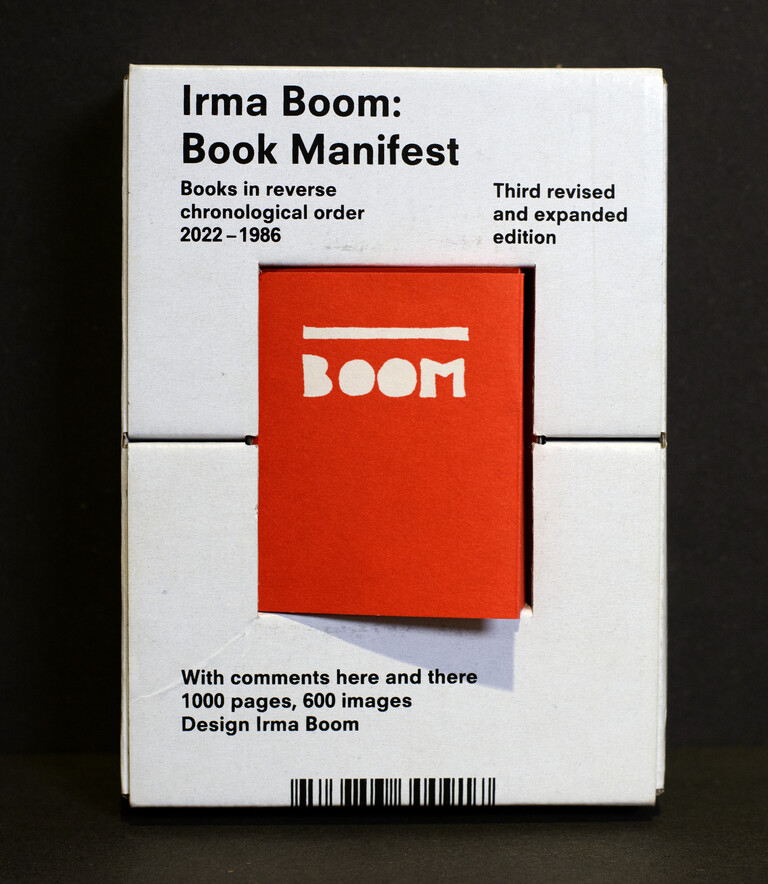 Irma Boom:
Book Manifest
Books in reverse
chronological order
2022–1986
Third revised
and expanded
edition
BOOM
With comments here and there
1000 pages, 600 images
Design Irma Boom